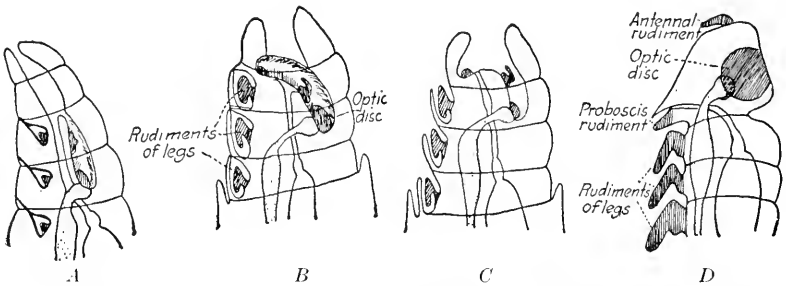 Rudiments
of legs
Optic
disc
Antennal
rudiment
Optic
disc
Proboscis
rudiment
Rudiments
of legs
A
B
C
D